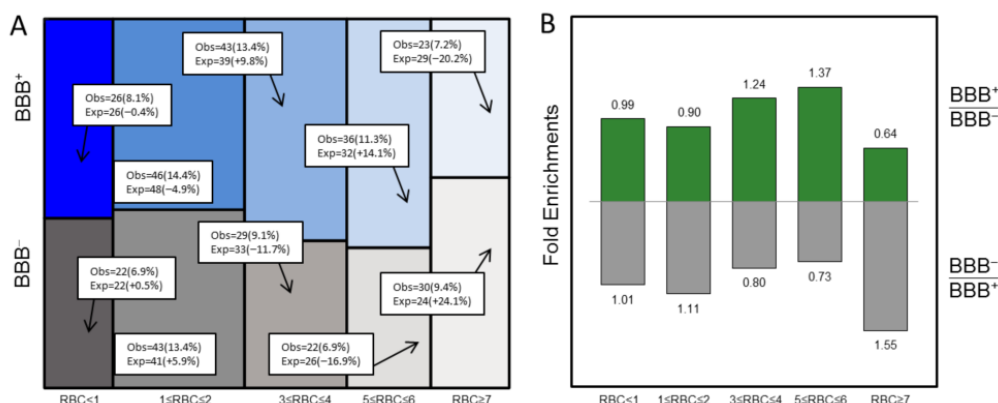 A
BBB⁺
BBB⁻
Obs=26(8.1%)
Exp=26(−0.4%)
Obs=43(13.4%)
Exp=39(+9.8%)
Obs=23(7.2%)
Exp=29(−20.2%)
Obs=46(14.4%)
Exp=48(−4.9%)
Obs=36(11.3%)
Exp=32(+14.1%)
Obs=22(6.9%)
Exp=22(+0.5%)
Obs=29(9.1%)
Exp=33(−11.7%)
Obs=30(9.4%)
Exp=24(+24.1%)
Obs=43(13.4%)
Exp=41(+5.9%)
Obs=22(6.9%)
Exp=26(−16.9%)
RBC<1
1≤RBC≤2
3≤RBC≤4
5≤RBC≤6
RBC≥7
B
Fold Enrichments
0.99
0.90
1.24
1.37
0.64
1.01
1.11
0.80
0.73
1.55
BBB⁺
BBB⁻
BBB⁻
BBB⁺
RBC<1
1≤RBC≤2
3≤RBC≤4
5≤RBC≤6
RBC≥7